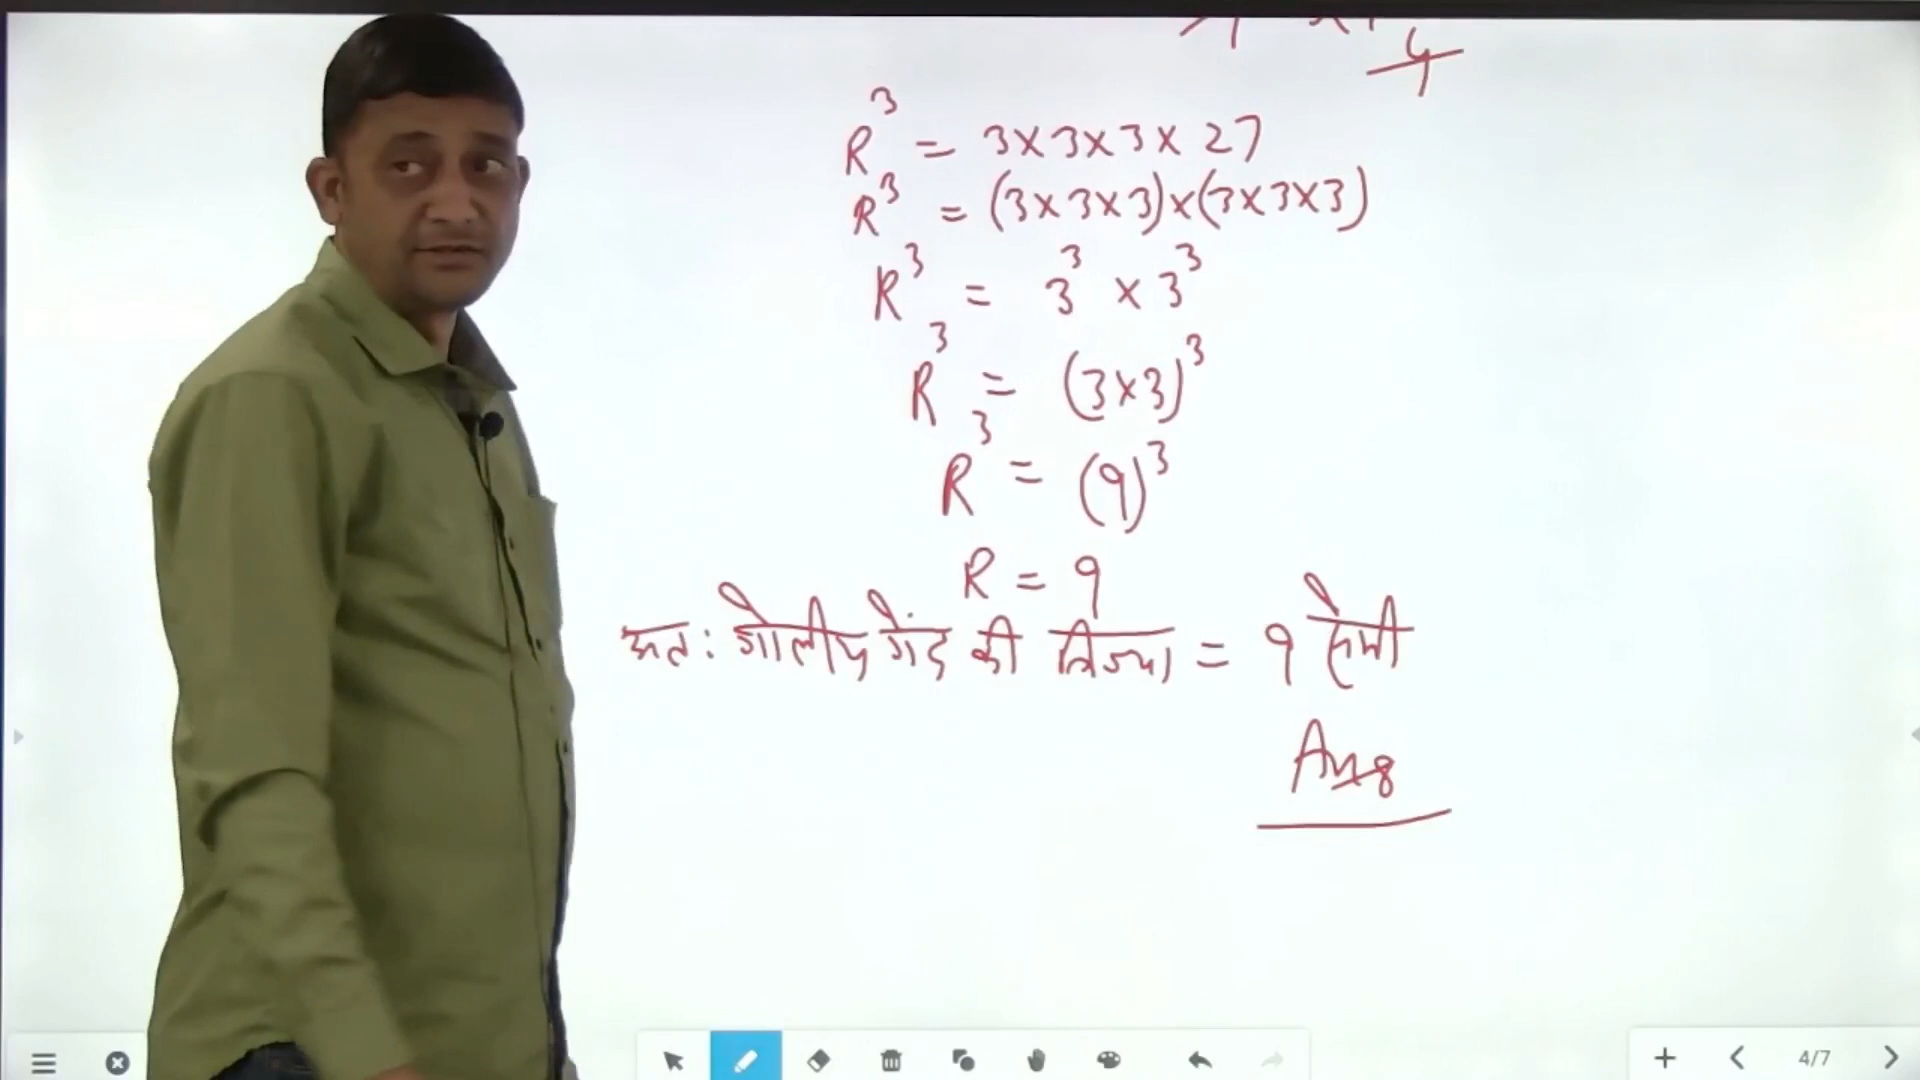 4
R³ = 3×3×3×27
R³ = (3×3×3)×(3×3×3)
R³ = 3³ × 3³
R³ = (3×3)³
R³ = (9)³
R = 9
अतः गोलीय गेंद की त्रिज्या = 9 सेमी
Ans
4/7